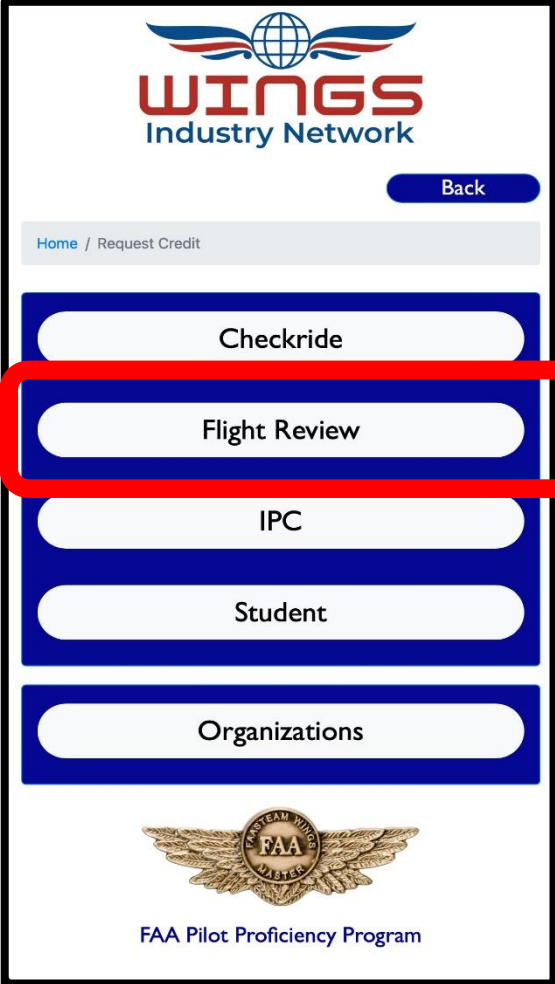 WINGS
Industry Network
Back
Home / Request Credit
Checkride
Flight Review
IPC
Student
Organizations
FAASTEAM WINGS
FAA
MASTER
FAA Pilot Proficiency Program